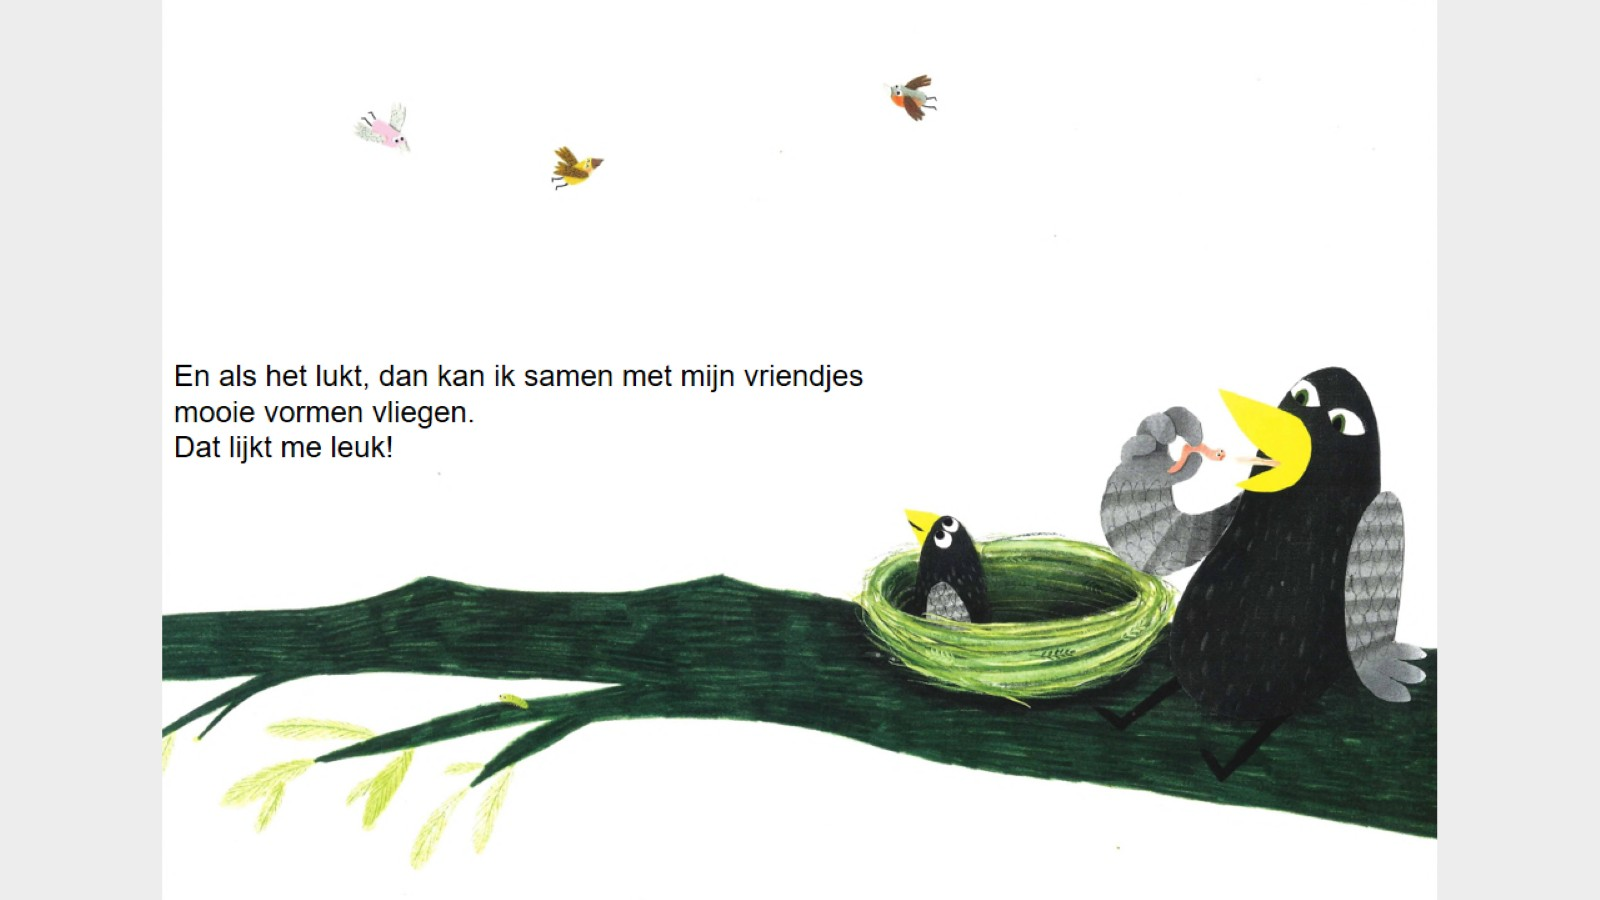 En als het lukt, dan kan ik samen met mijn vriendjes
mooie vormen vliegen.
Dat lijkt me leuk!